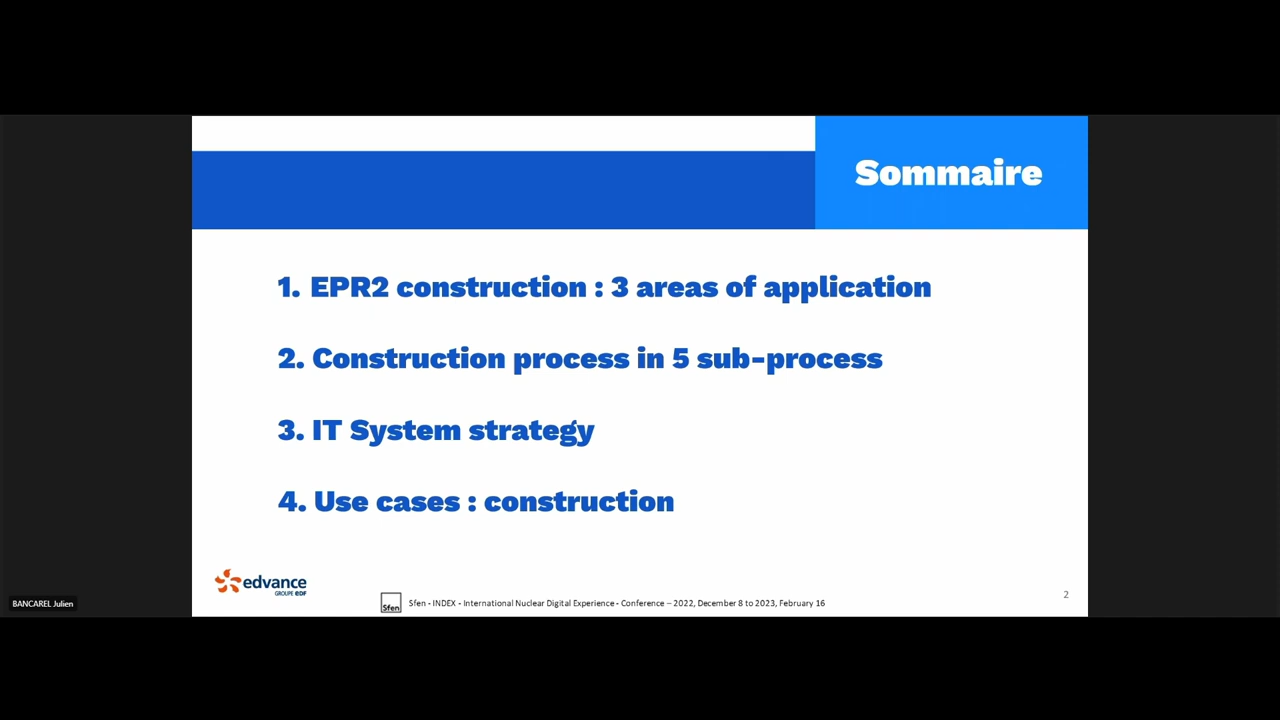 Sommaire
1. EPR2 construction : 3 areas of application
2. Construction process in 5 sub-process
3. IT System strategy
4. Use cases : construction
edvance
GROUPE EDF
BANCAREL Julien
Sfen
Sfen - INDEX - International Nuclear Digital Experience - Conference – 2022, December 8 to 2023, February 16
2